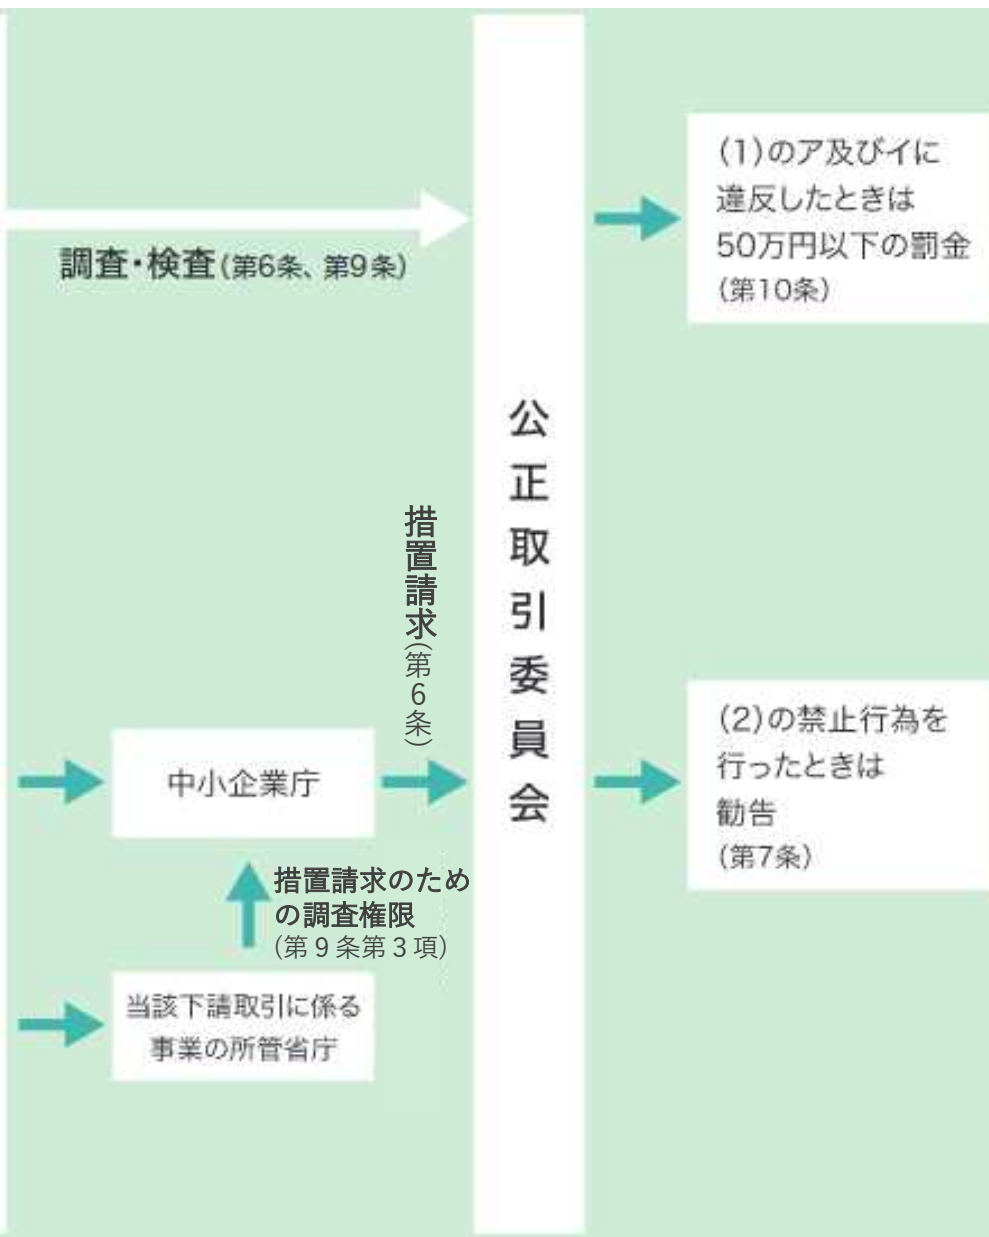 調査・検査(第6条、第9条)
措置請求(第6条)
中小企業庁
措置請求のため
の調査権限
(第9条第3項)
当該下請取引に係る
事業の所管省庁
公正取引委員会
(1)のア及びイに
違反したときは
50万円以下の罰金
(第10条)
(2)の禁止行為を
行ったときは
勧告
(第7条)